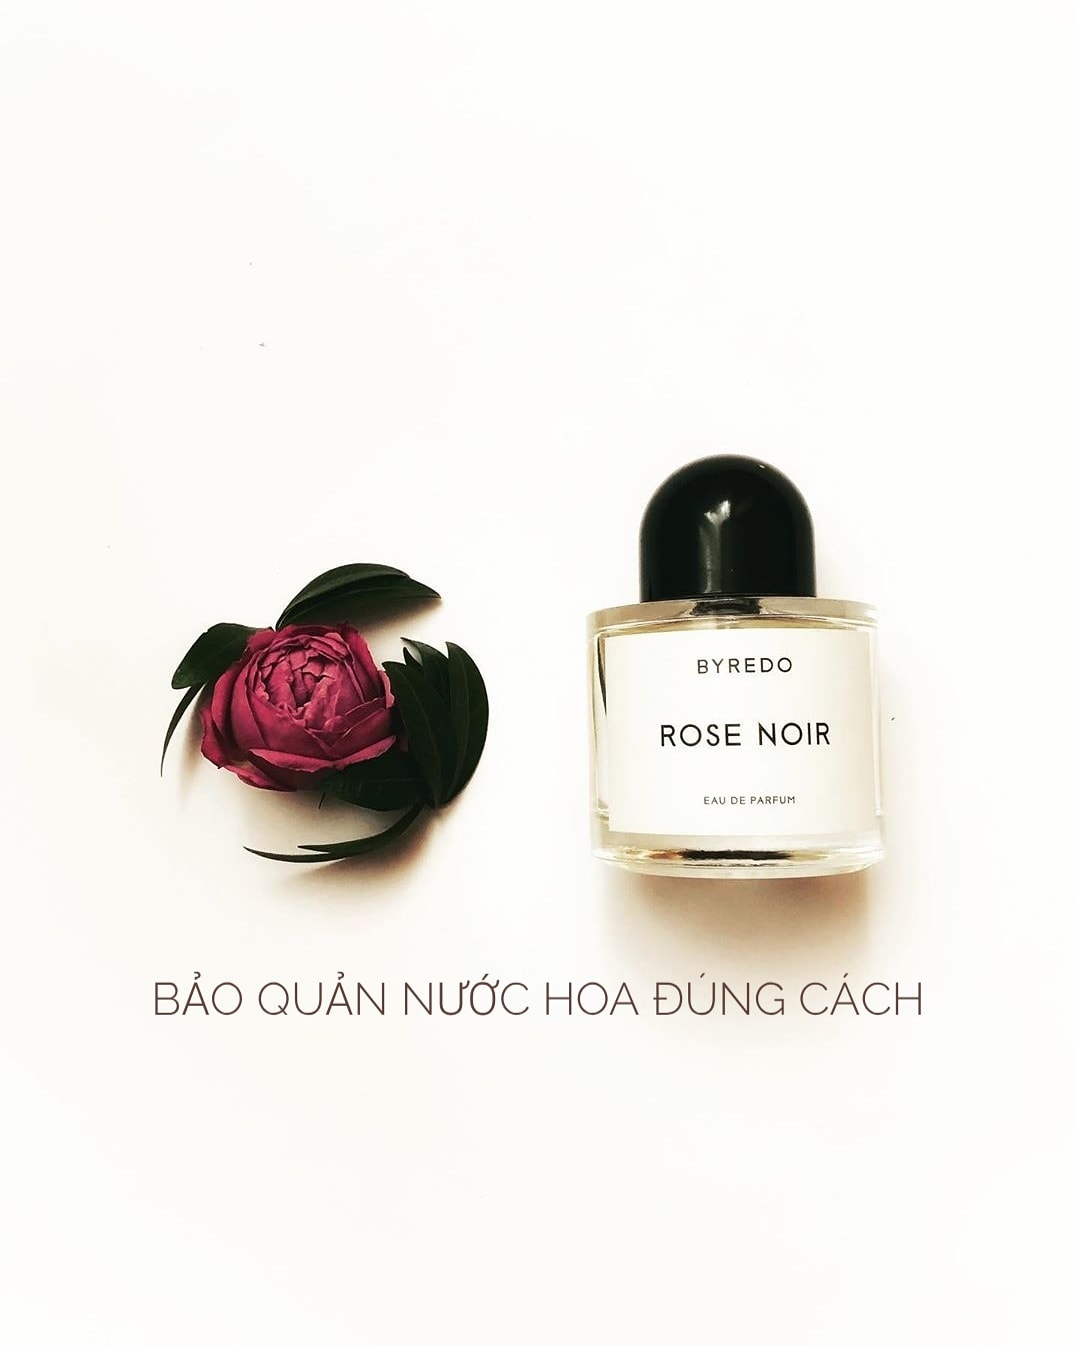 BYREDO
ROSE NOIR
EAU DE PARFUM
BẢO QUẢN NƯỚC HOA ĐÚNG CÁCH